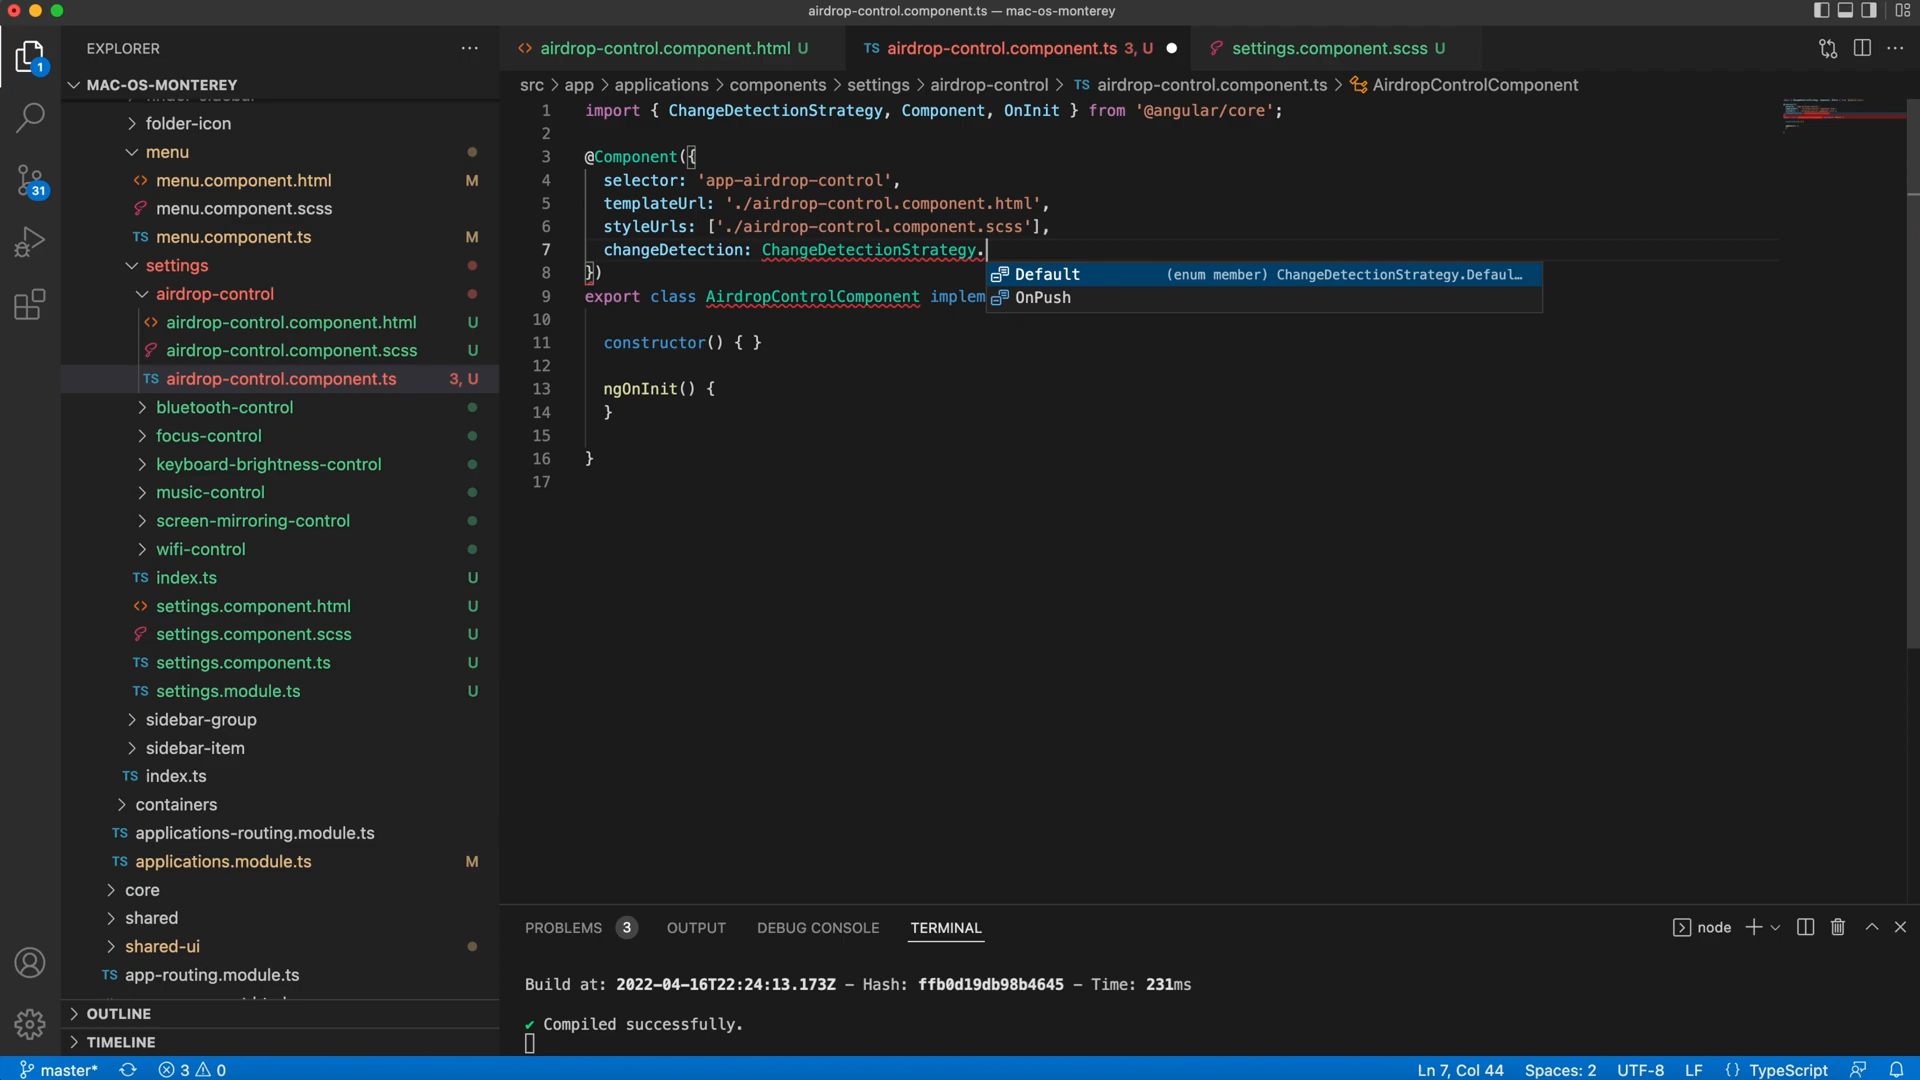 airdrop-control.component.ts — mac-os-monterey
EXPLORER
MAC-OS-MONTEREY
finder-sidebar
folder-icon
menu
menu.component.html M
menu.component.scss
TS menu.component.ts M
settings
airdrop-control
airdrop-control.component.html U
airdrop-control.component.scss U
TS airdrop-control.component.ts 3, U
bluetooth-control
focus-control
keyboard-brightness-control
music-control
screen-mirroring-control
wifi-control
TS index.ts U
settings.component.html U
settings.component.scss U
TS settings.component.ts U
TS settings.module.ts U
sidebar-group
sidebar-item
TS index.ts
containers
TS applications-routing.module.ts
TS applications.module.ts M
core
shared
shared-ui
TS app-routing.module.ts
OUTLINE
TIMELINE
1
31
airdrop-control.component.html U
TS airdrop-control.component.ts 3, U
settings.component.scss U
src > app > applications > components > settings > airdrop-control > TS airdrop-control.component.ts > AirdropControlComponent
1 import { ChangeDetectionStrategy, Component, OnInit } from '@angular/core';
2
3 @Component({
4 selector: 'app-airdrop-control',
5 templateUrl: './airdrop-control.component.html',
6 styleUrls: ['./airdrop-control.component.scss'],
7 changeDetection: ChangeDetectionStrategy.
8 })
9 export class AirdropControlComponent implem
10
11 constructor() { }
12
13 ngOnInit() {
14 }
15
16 }
17
Default (enum member) ChangeDetectionStrategy.Defaul…
OnPush
PROBLEMS 3 OUTPUT DEBUG CONSOLE TERMINAL
node
Build at: 2022-04-16T22:24:13.173Z - Hash: ffb0d19db98b4645 - Time: 231ms
✔ Compiled successfully.
master* 3 0
Ln 7, Col 44 Spaces: 2 UTF-8 LF {} TypeScript